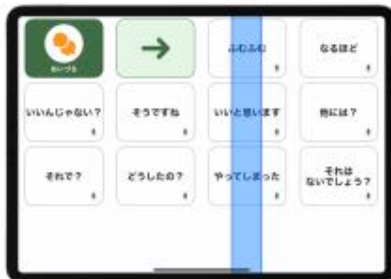 あいづち
ふむふむ
なるほど
いいんじゃない？
そうですね
いいと思います
他には？
それで？
どうしたの？
やってしまった
それは
ないでしょう？